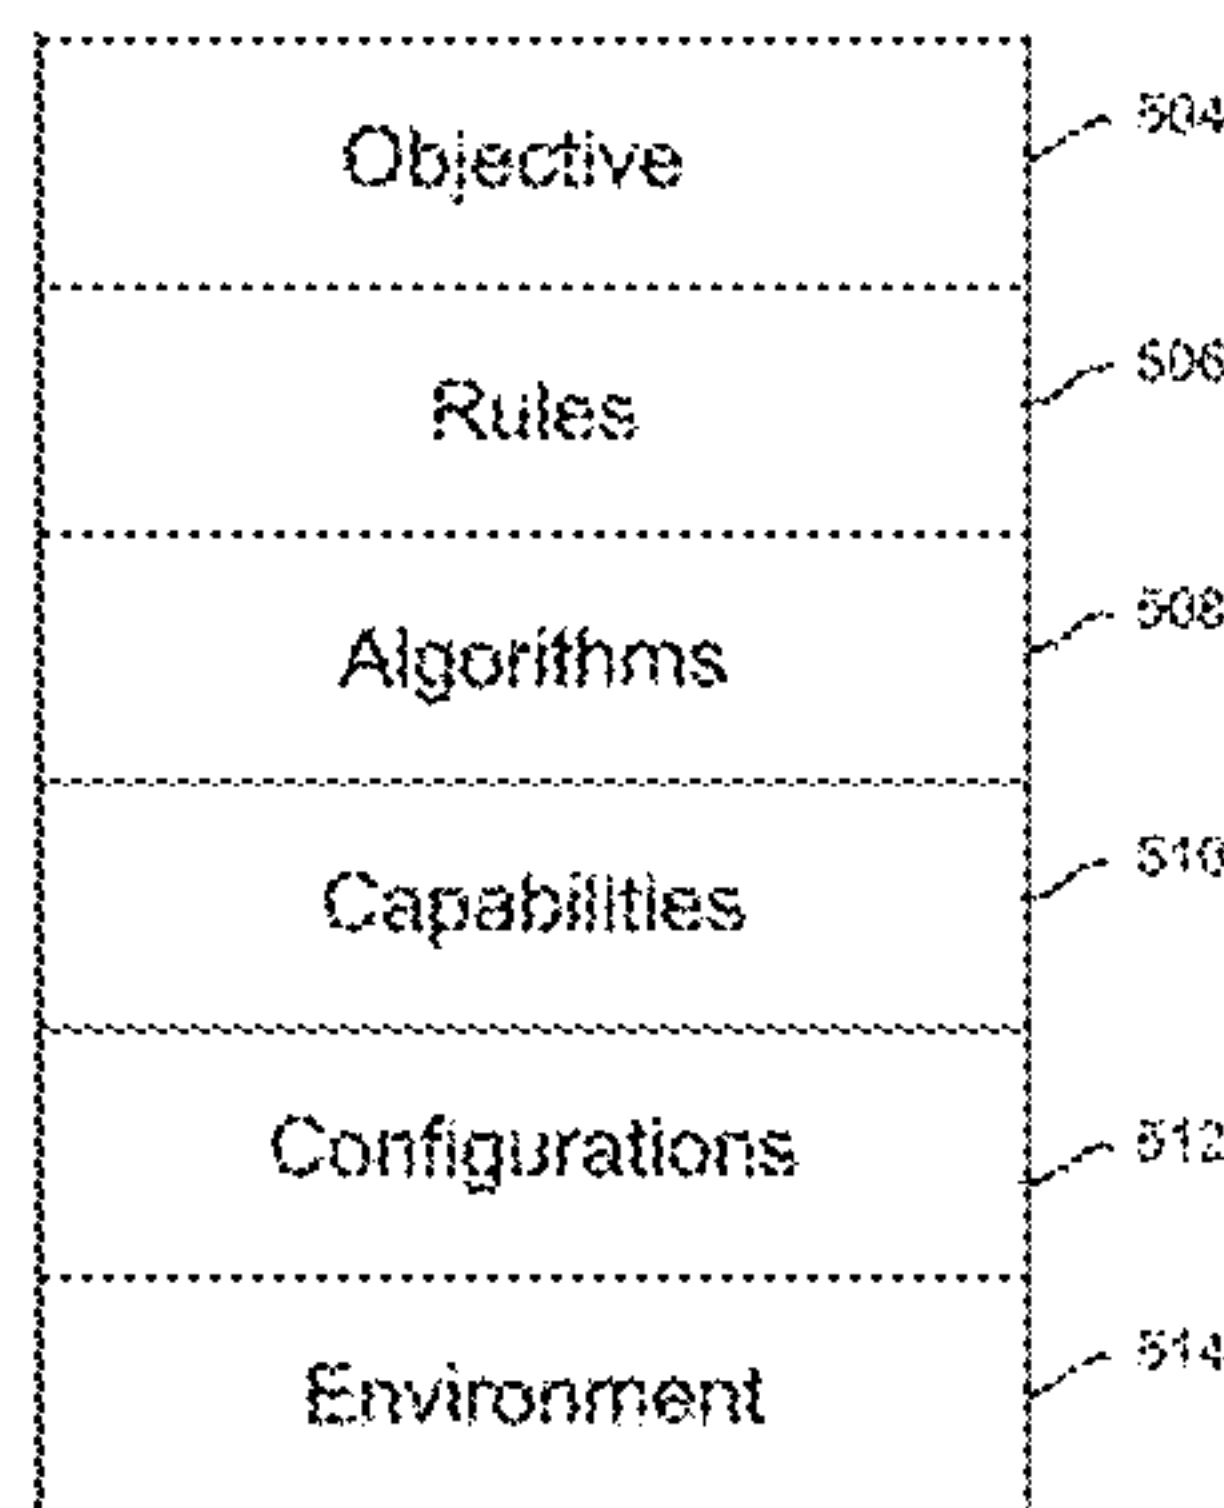 Objective
504
Rules
506
Algorithms
508
Capabilities
510
Configurations
512
Environment
514